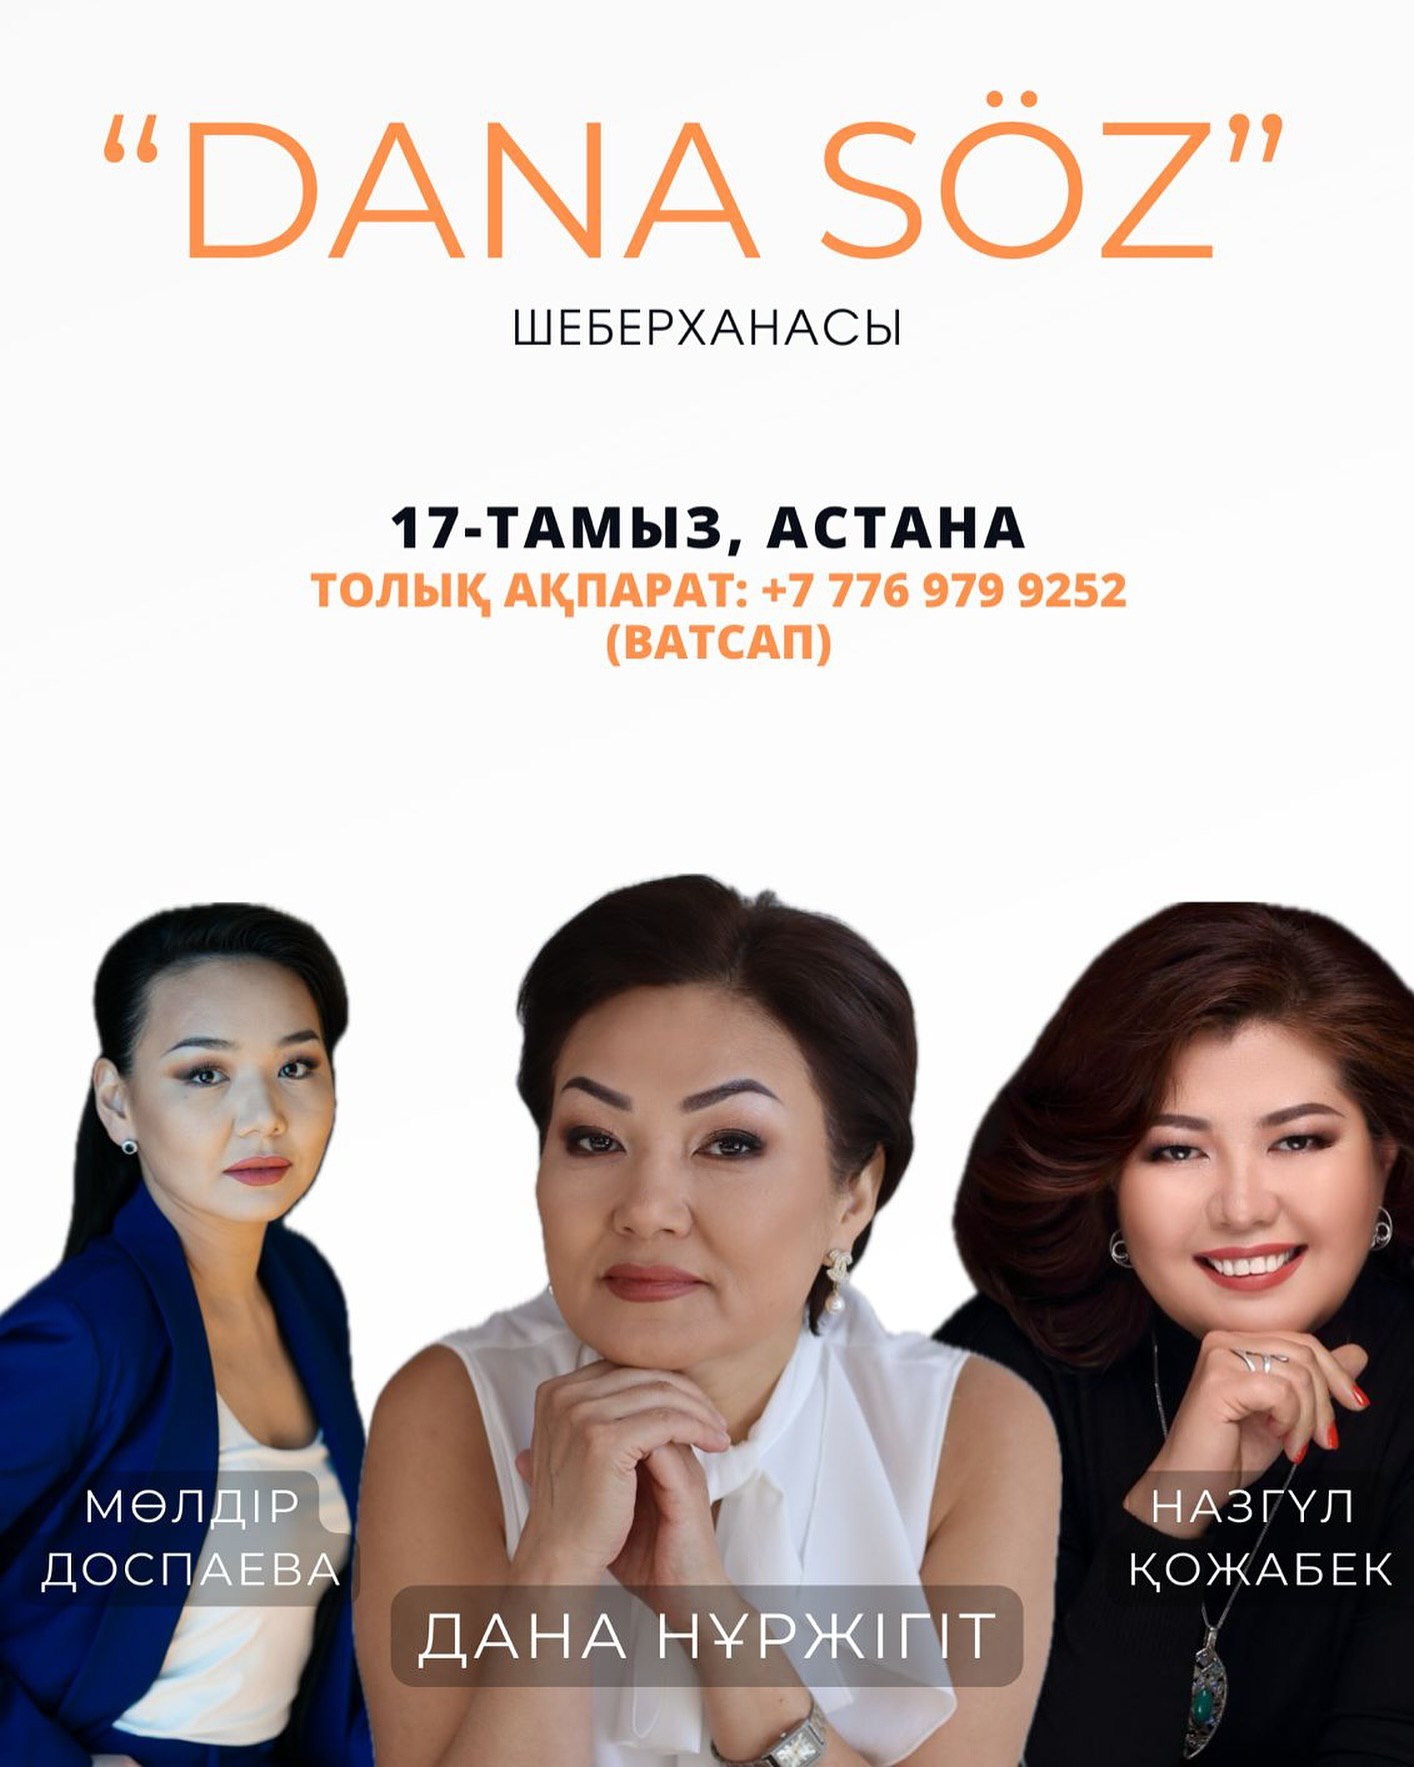 “DANA SÖZ”
ШЕБЕРХАНАСЫ
17-ТАМЫЗ, АСТАНА
ТОЛЫҚ АҚПАРАТ: +7 776 979 9252
(ВАТСАП)
МӨЛДІР
ДОСПАЕВА
ДАНА НҰРЖІГІТ
НАЗГҮЛ
ҚОЖАБЕК